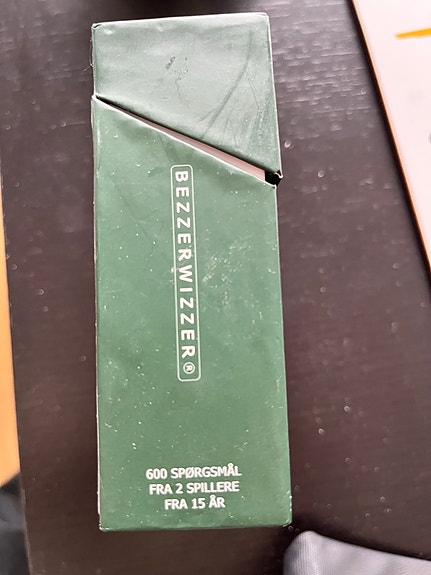 BEZZERWIZZER®
600 SPØRGSMÅL
FRA 2 SPILLERE
FRA 15 ÅR